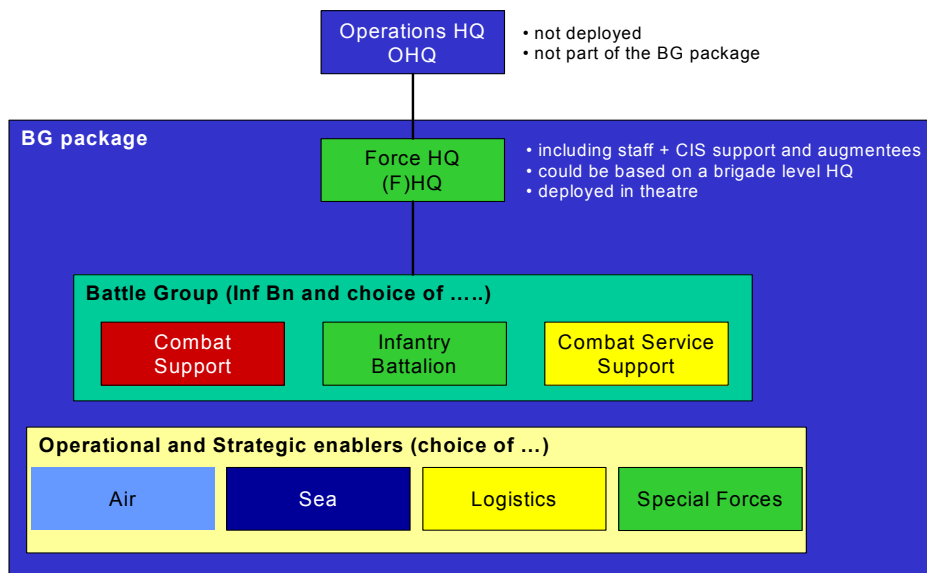 Operations HQ
OHQ
• not deployed
• not part of the BG package
BG package
Force HQ
(F)HQ
• including staff + CIS support and augmentees
• could be based on a brigade level HQ
• deployed in theatre
Battle Group (Inf Bn and choice of …..)
Combat
Support
Infantry
Battalion
Combat Service
Support
Operational and Strategic enablers (choice of …)
Air
Sea
Logistics
Special Forces